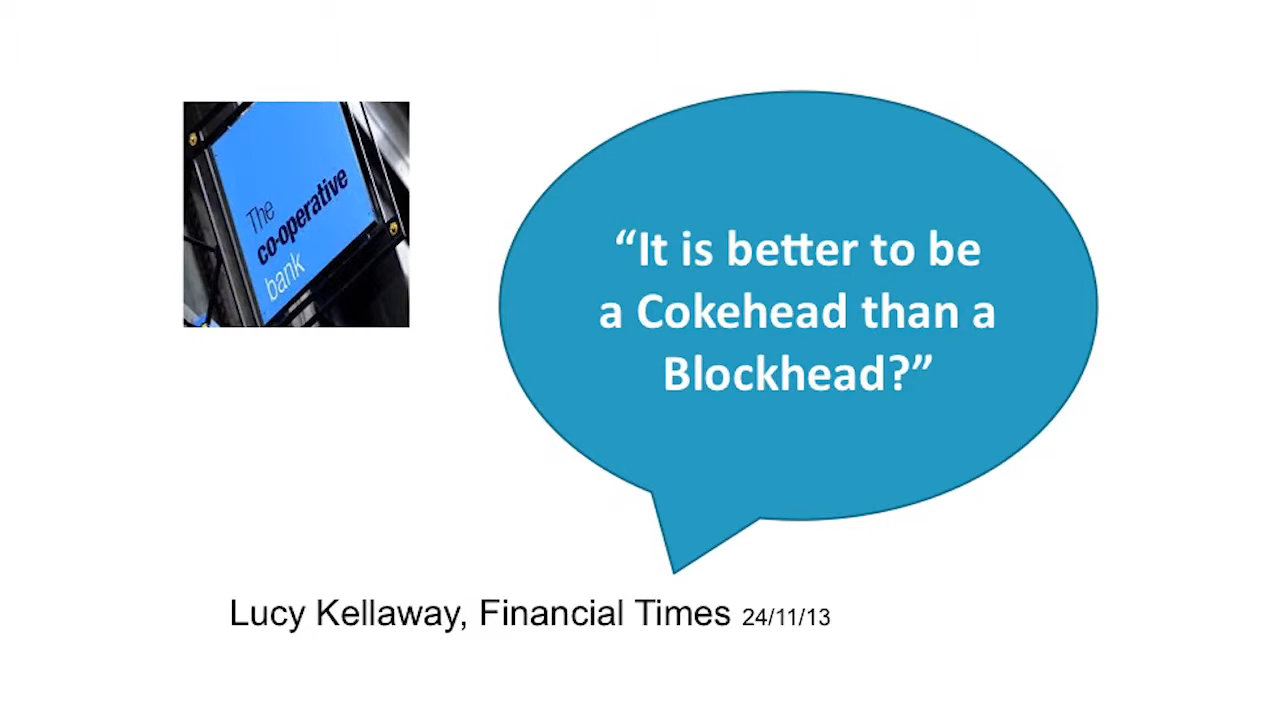 The
co-operative
bank
“It is better to be
a Cokehead than a
Blockhead?”
Lucy Kellaway, Financial Times 24/11/13